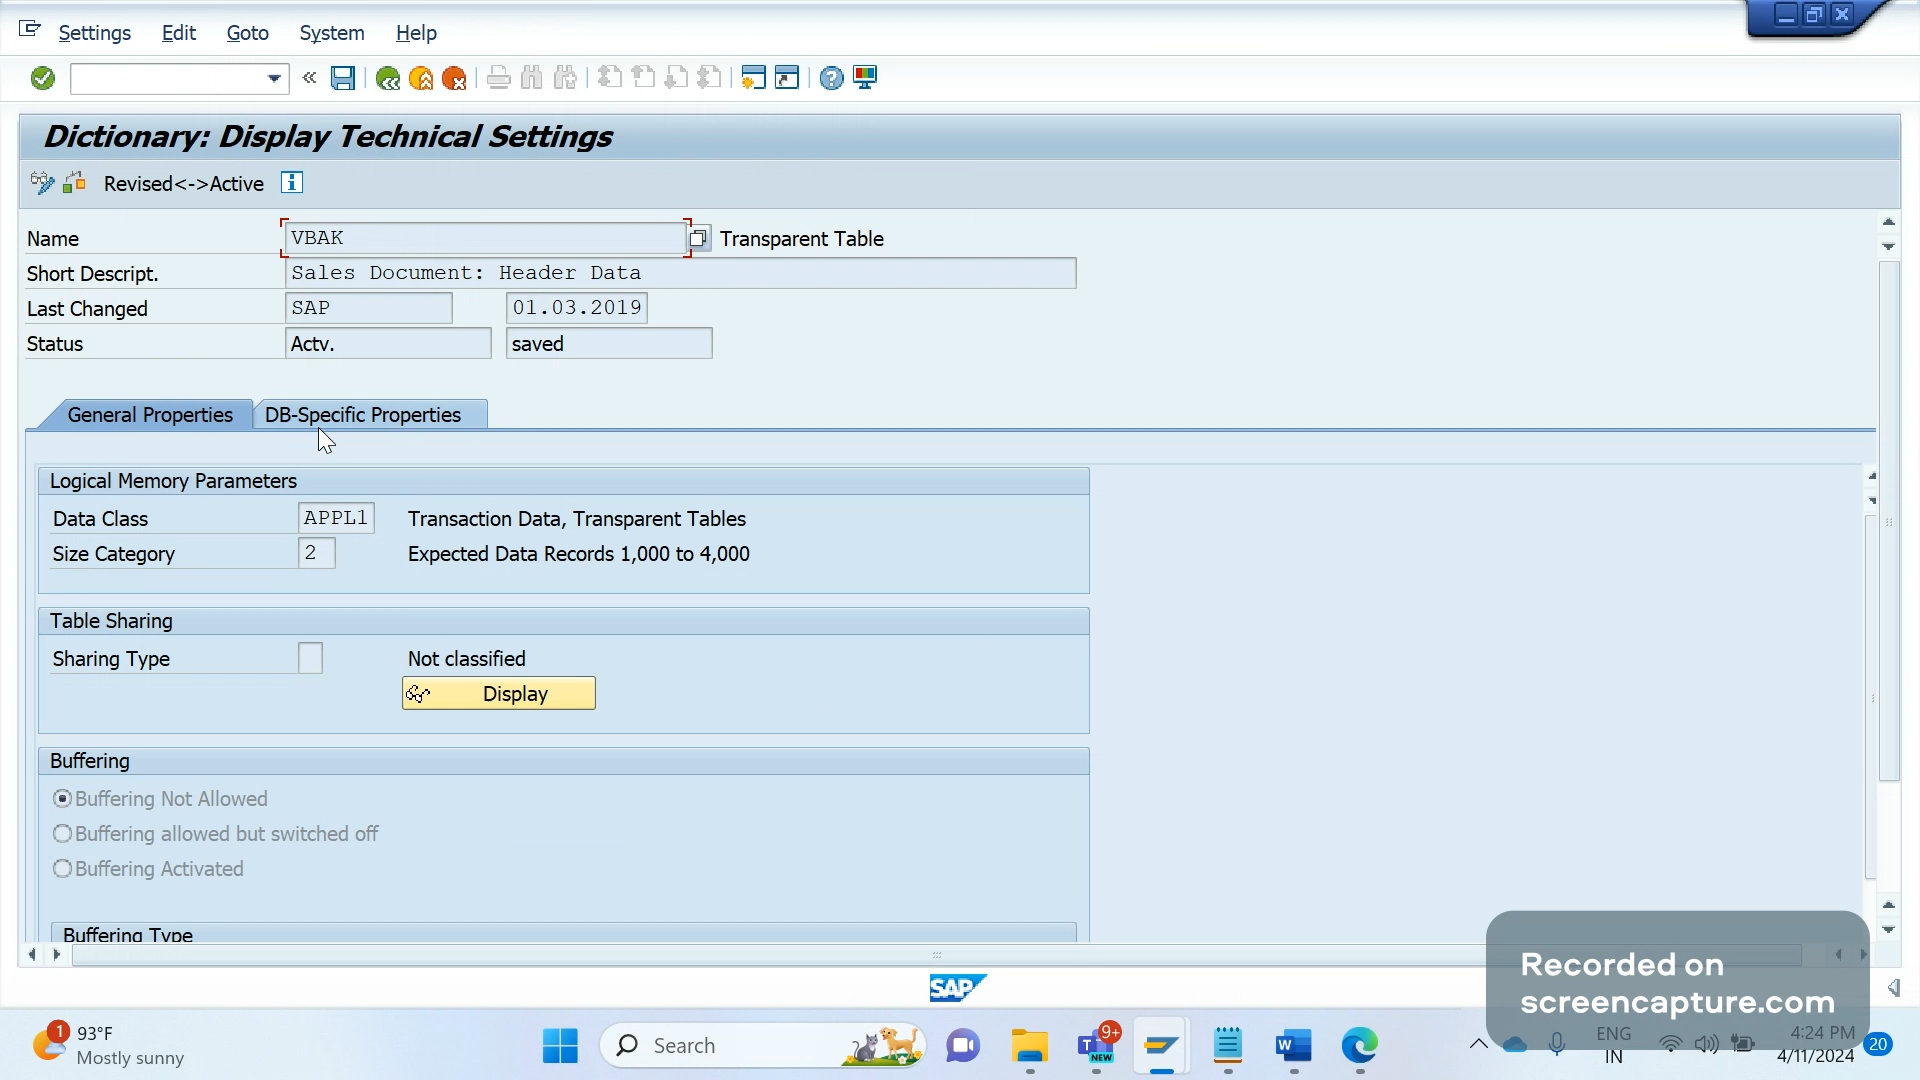 Settings Edit Goto System Help
Dictionary: Display Technical Settings
Revised<->Active
Name VBAK Transparent Table
Short Descript. Sales Document: Header Data
Last Changed SAP 01.03.2019
Status Actv. saved
General Properties DB-Specific Properties
Logical Memory Parameters
Data Class APPL1 Transaction Data, Transparent Tables
Size Category 2 Expected Data Records 1,000 to 4,000
Table Sharing
Sharing Type Not classified
Display
Buffering
Buffering Not Allowed
Buffering allowed but switched off
Buffering Activated
Buffering Type
Recorded on
screencapture.com
SAP
1 93°F
Mostly sunny
Search
T 9+
NEW
W
ENG
IN
4:24 PM
4/11/2024
20